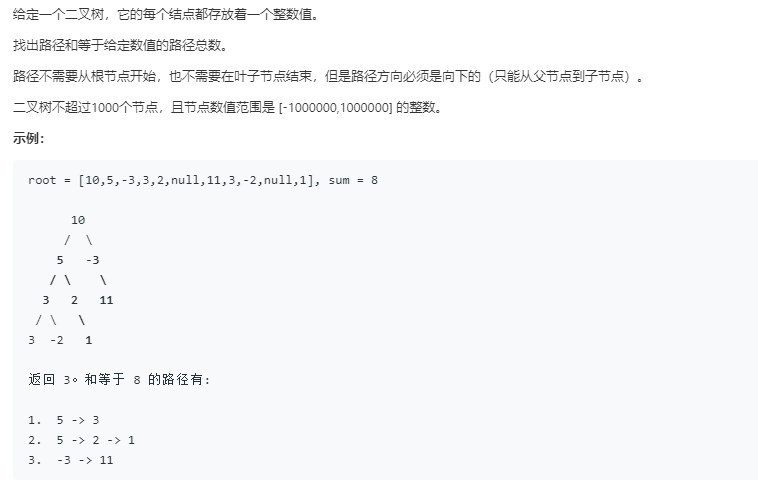 给定一个二叉树，它的每个结点都存放着一个整数值。
找出路径和等于给定数值的路径总数。
路径不需要从根节点开始，也不需要在叶子节点结束，但是路径方向必须是向下的（只能从父节点到子节点）。
二叉树不超过1000个节点，且节点数值范围是 [-1000000,1000000] 的整数。
示例：
root = [10,5,-3,3,2,null,11,3,-2,null,1], sum = 8
10
/ \
5 -3
/ \ \
3 2 11
/ \ \
3 -2 1
返回 3。和等于 8 的路径有:
1. 5 -> 3
2. 5 -> 2 -> 1
3. -3 -> 11